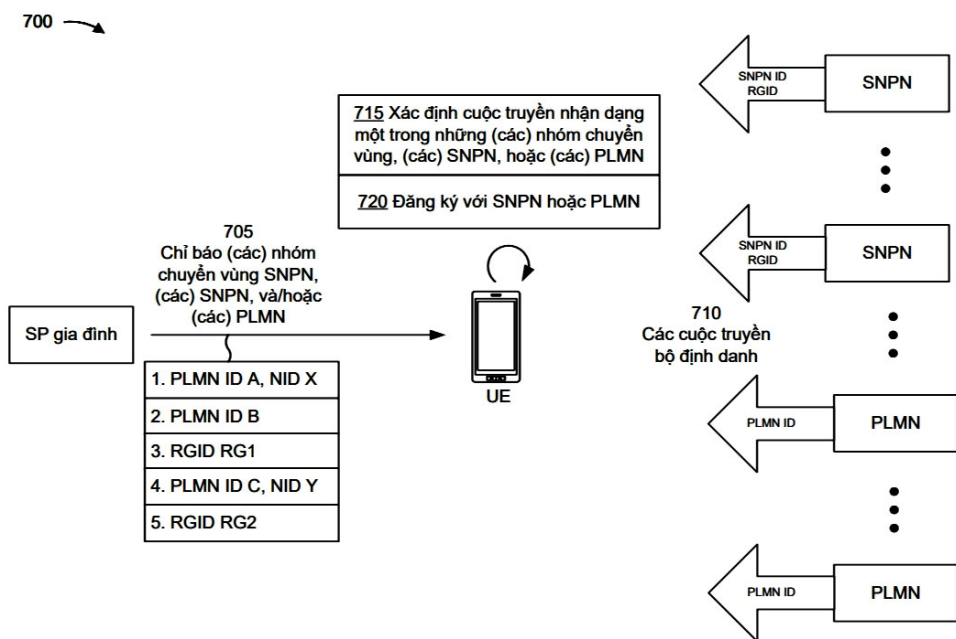 700
SNPN ID
RGID
SNPN
715 Xác định cuộc truyền nhận dạng
một trong những (các) nhóm chuyển
vùng, (các) SNPN, hoặc (các) PLMN
720 Đăng ký với SNPN hoặc PLMN
SNPN ID
RGID
SNPN
705
Chỉ báo (các) nhóm
chuyển vùng SNPN,
(các) SNPN, và/hoặc
(các) PLMN
SP gia đình
UE
710
Các cuộc truyền
bộ định danh
1. PLMN ID A, NID X
2. PLMN ID B
3. RGID RG1
4. PLMN ID C, NID Y
5. RGID RG2
PLMN ID
PLMN
PLMN ID
PLMN